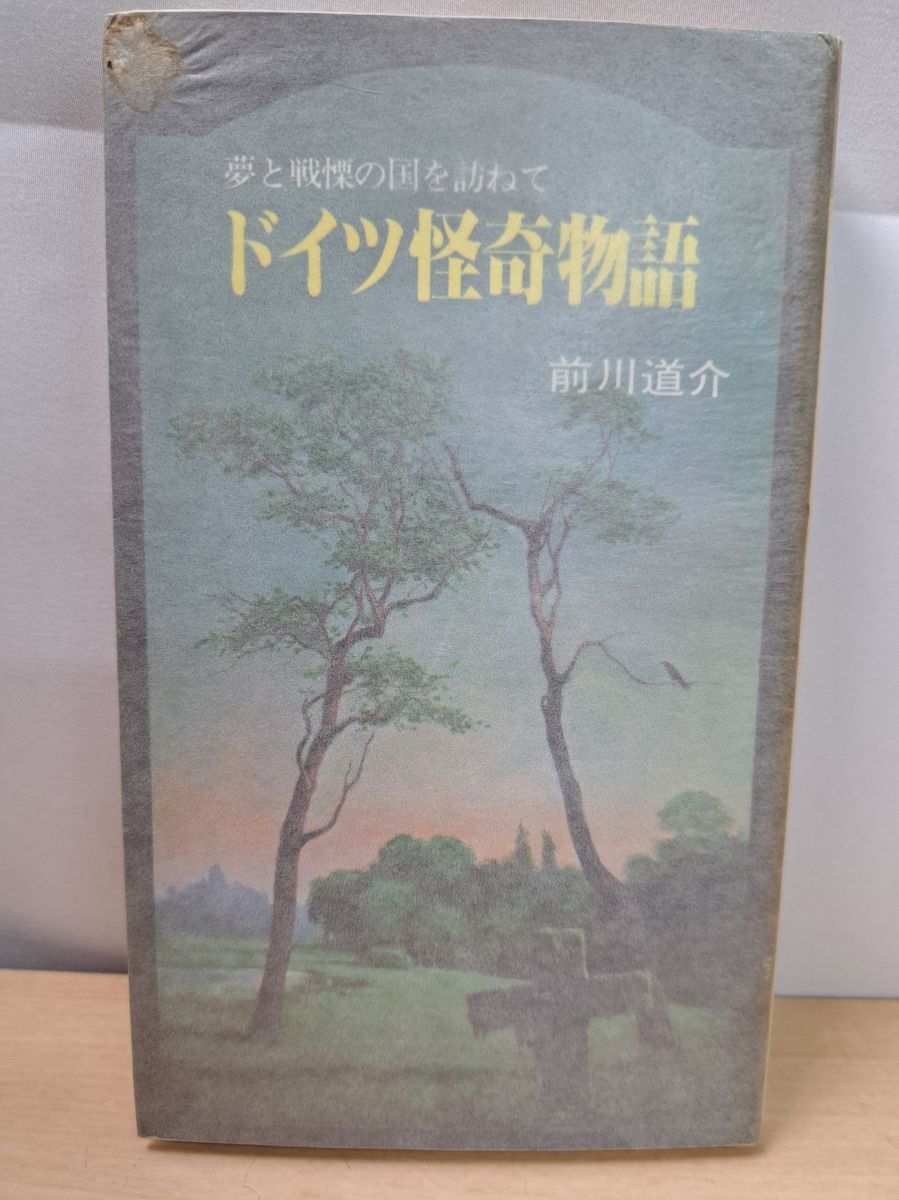 夢と戦慄の国を訪ねて
ドイツ怪奇物語
前川道介